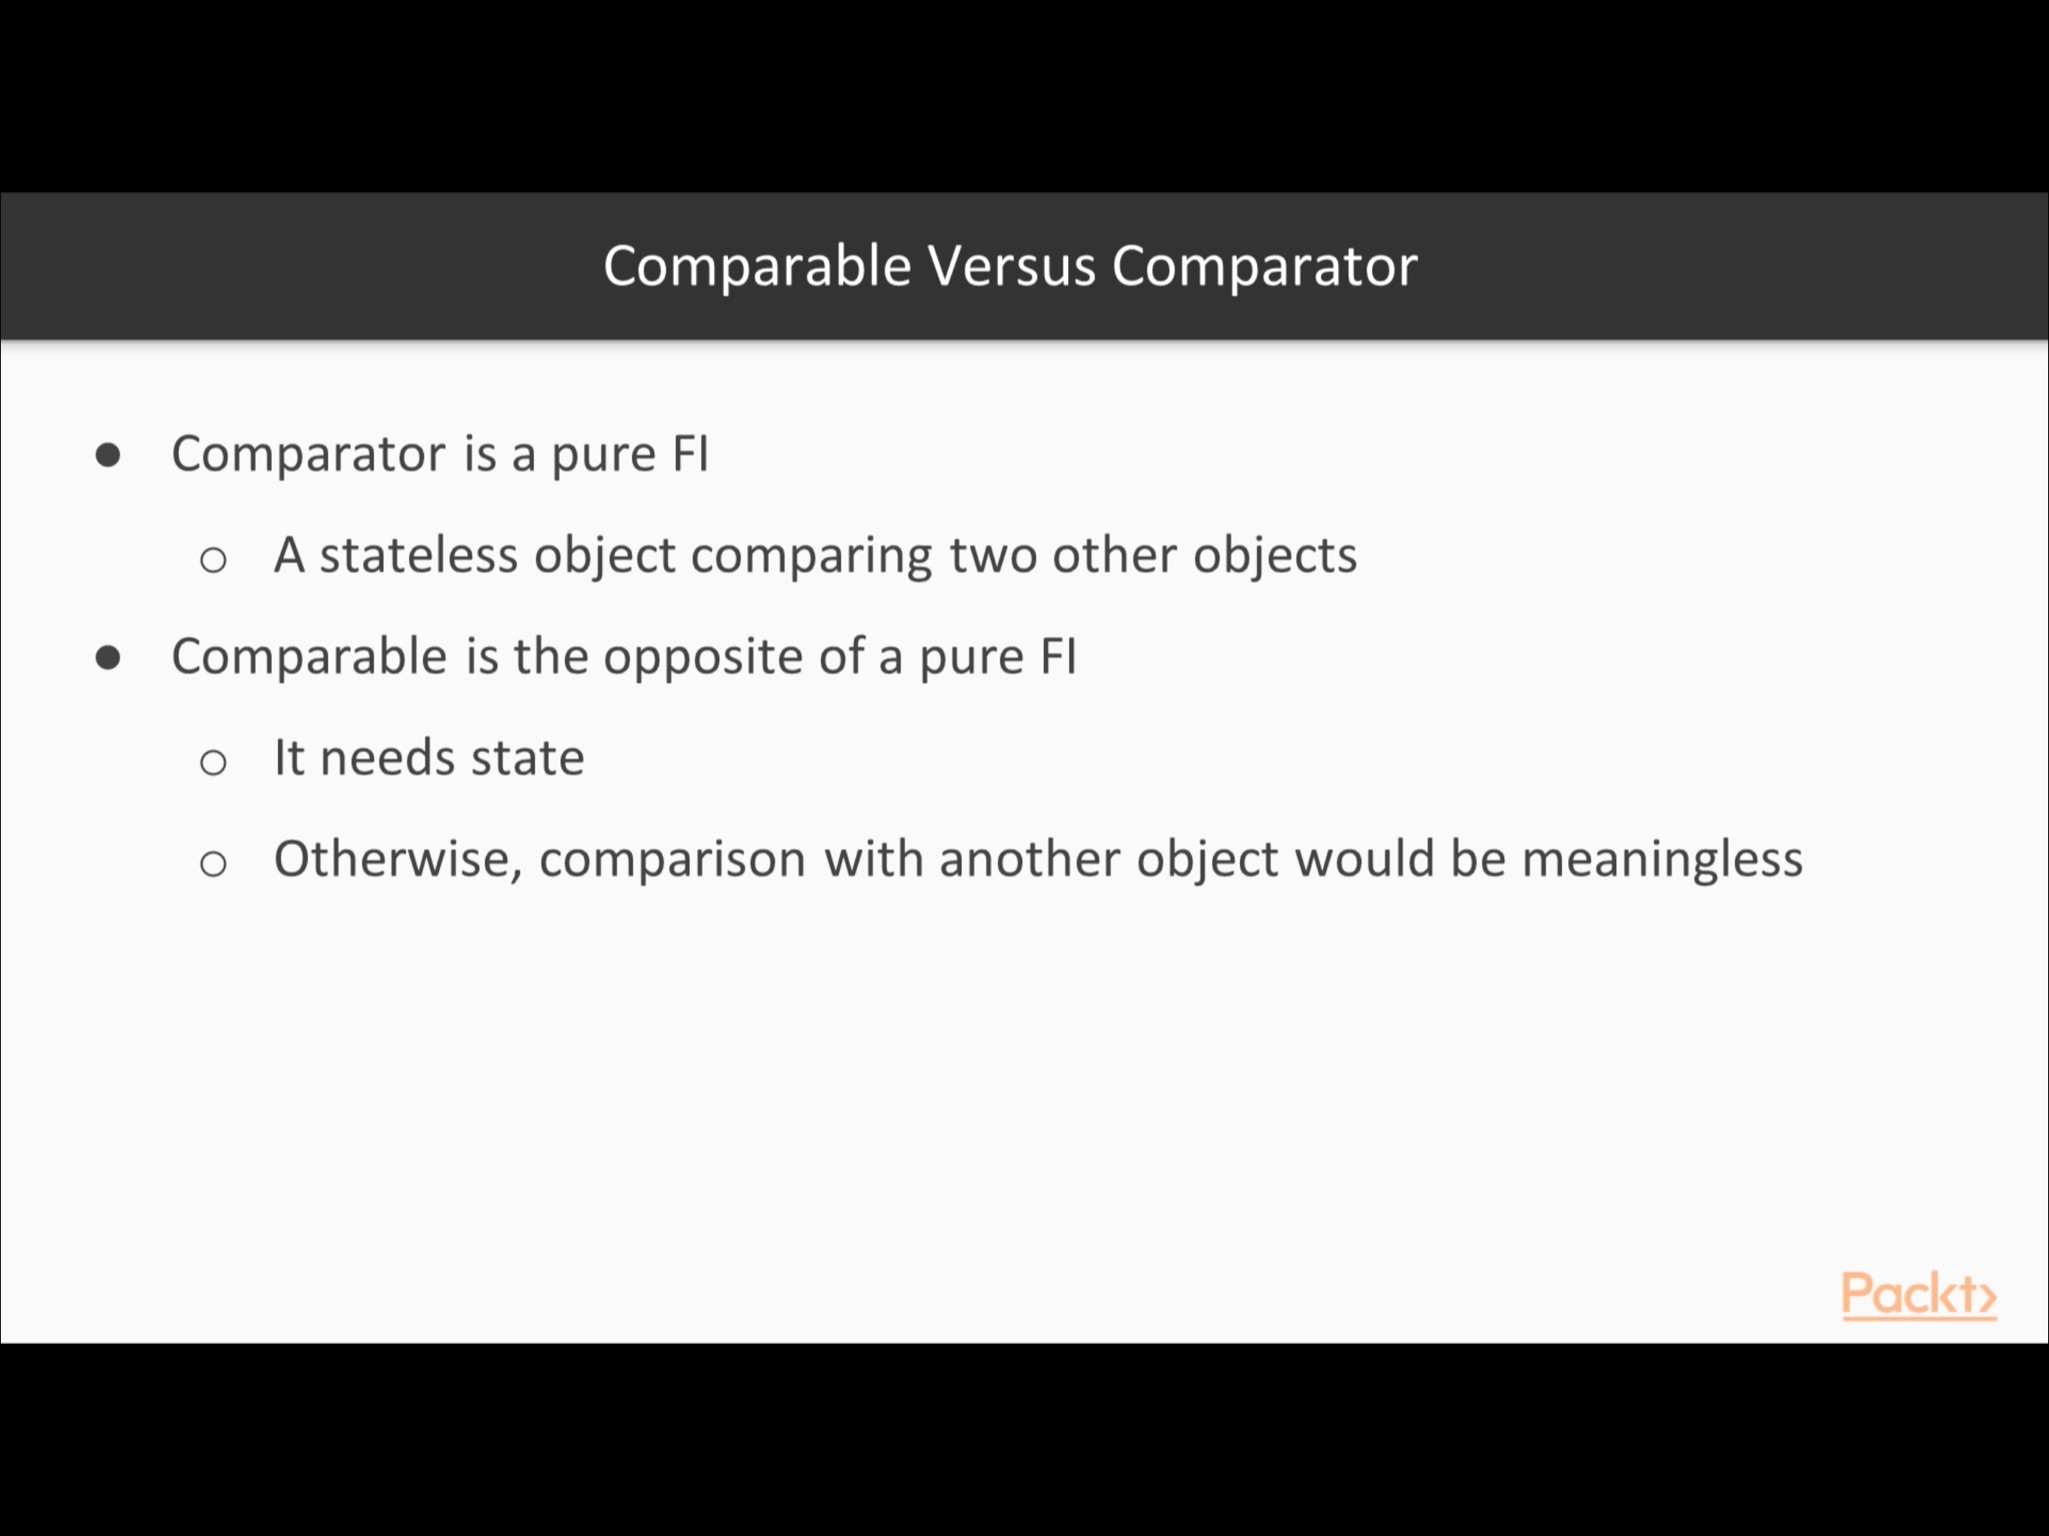 Comparable Versus Comparator
● Comparator is a pure FI
○ A stateless object comparing two other objects
● Comparable is the opposite of a pure FI
○ It needs state
○ Otherwise, comparison with another object would be meaningless
Packt>